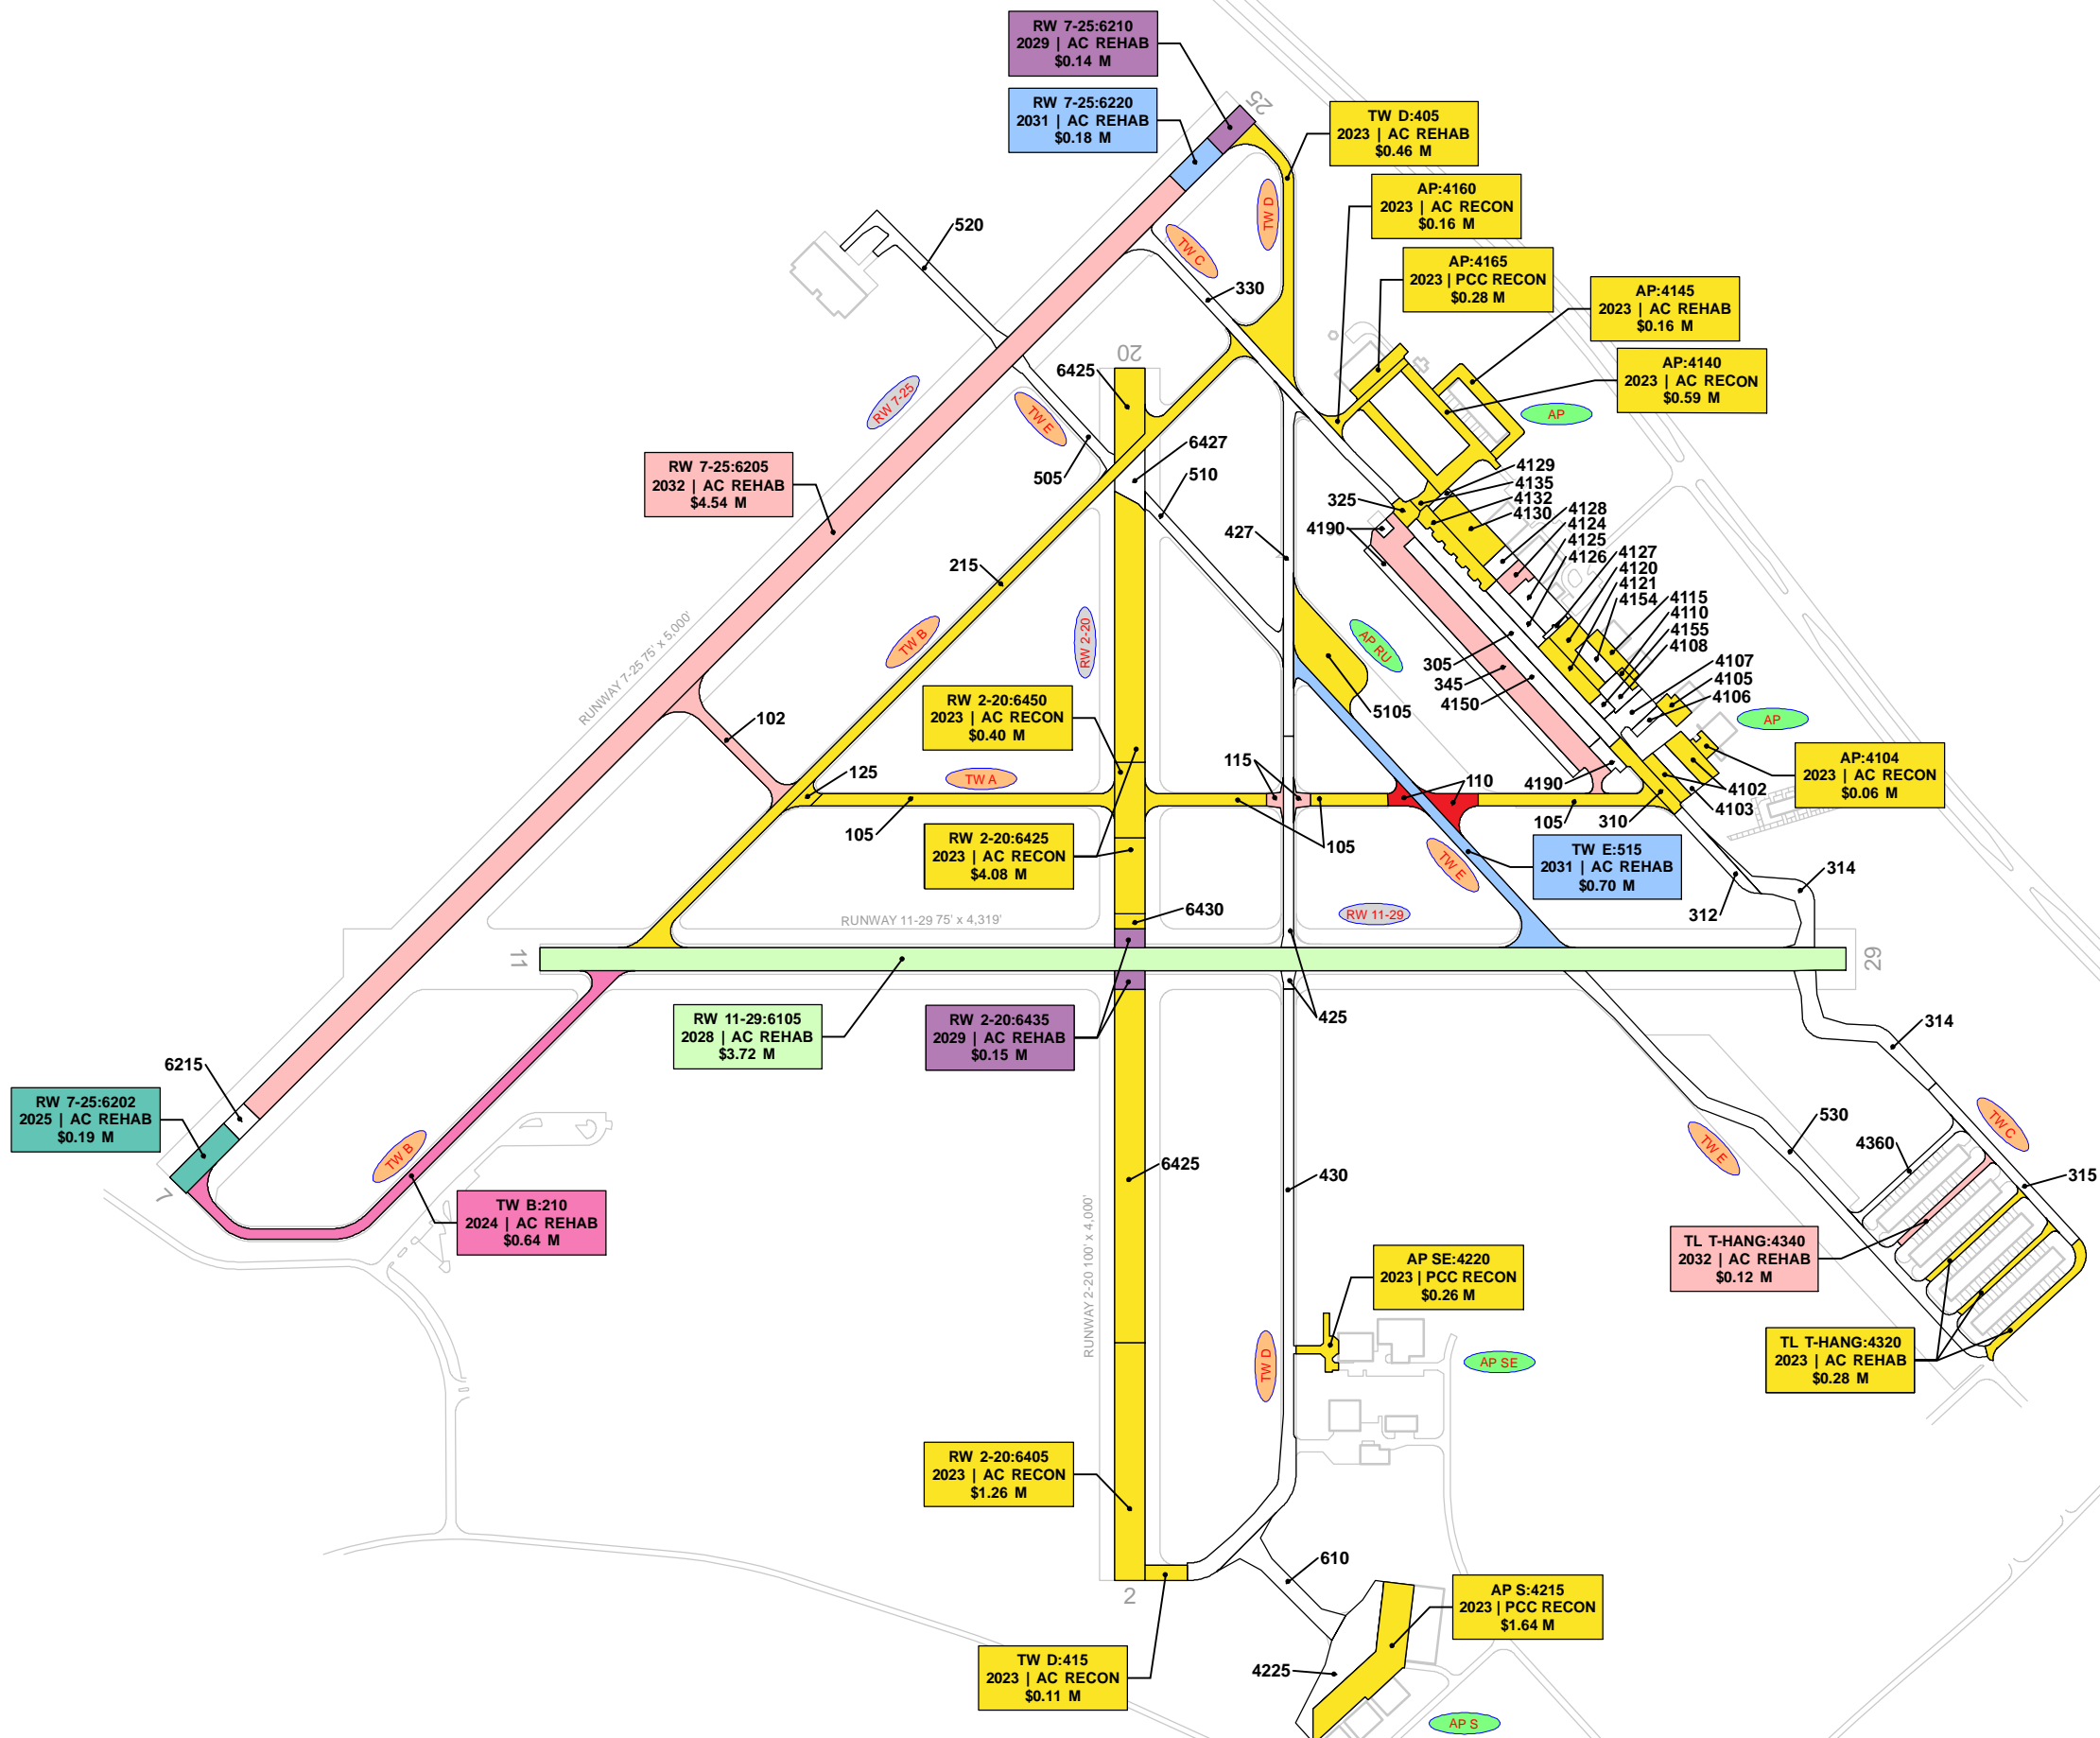 RW 7-25:6210
2029 | AC REHAB
$0.14 M
RW 7-25:6220
2031 | AC REHAB
$0.18 M
25
TW D:405
2023 | AC REHAB
$0.46 M
AP:4160
2023 | AC RECON
$0.16 M
AP:4165
2023 | PCC RECON
$0.28 M
AP:4145
2023 | AC REHAB
$0.16 M
AP:4140
2023 | AC RECON
$0.59 M
520
TW C
TW D
330
20
6425
RW 7-25
TW E
AP
6427
510
505
RW 7-25:6205
2032 | AC REHAB
$4.54 M
4129
4135
4132
4130
325
4190
4128
4124
4125
4126
4127
4120
4121
4154
4115
4110
4155
4108
4107
4105
4106
427
215
TW B
RW 2-20
AP RU
305
345
4150
5105
RUNWAY 7-25 75' x 5,000'
102
RW 2-20:6450
2023 | AC RECON
$0.40 M
AP
AP:4104
2023 | AC RECON
$0.06 M
125
TW A
115
110
4190
4102
4103
105
105
105
310
RW 2-20:6425
2023 | AC RECON
$4.08 M
TW E
TW E:515
2031 | AC REHAB
$0.70 M
314
312
RUNWAY 11-29 75' x 4,319'
6430
RW 11-29
11
29
RW 11-29:6105
2028 | AC REHAB
$3.72 M
RW 2-20:6435
2029 | AC REHAB
$0.15 M
425
314
6215
RW 7-25:6202
2025 | AC REHAB
$0.19 M
7
TW B
TW B:210
2024 | AC REHAB
$0.64 M
6425
430
RUNWAY 2-20 100' x 4,000'
TW E
530
4360
TW C
315
TL T-HANG:4340
2032 | AC REHAB
$0.12 M
TL T-HANG:4320
2023 | AC REHAB
$0.28 M
AP SE:4220
2023 | PCC RECON
$0.26 M
TW D
AP SE
RW 2-20:6405
2023 | AC RECON
$1.26 M
2
610
TW D:415
2023 | AC RECON
$0.11 M
AP S:4215
2023 | PCC RECON
$1.64 M
4225
AP S